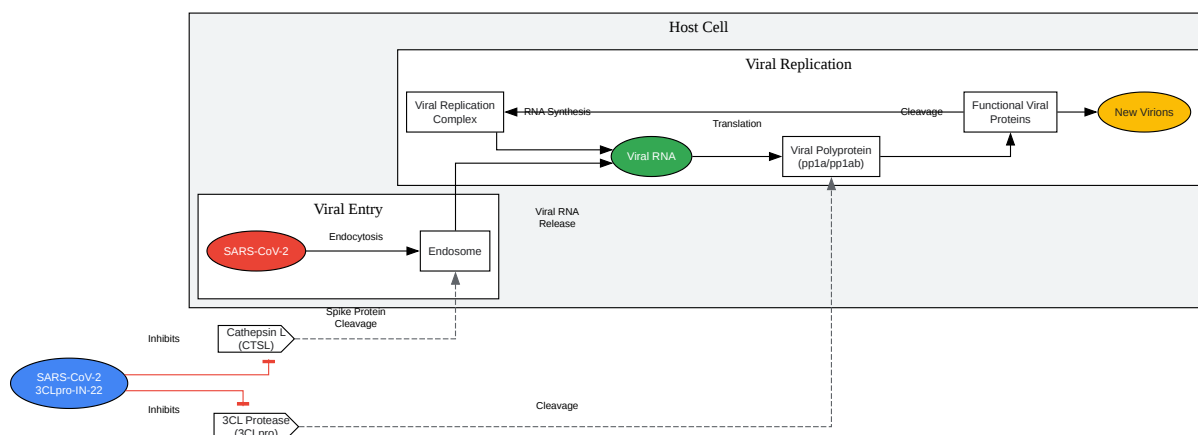 Host Cell
Viral Replication
Viral Replication
Complex
RNA Synthesis
Cleavage
Functional Viral
Proteins
New Virions
Translation
Viral RNA
Viral Polyprotein
(pp1a/pp1ab)
Viral Entry
Viral RNA
Release
Endocytosis
SARS-CoV-2
Endosome
Spike Protein
Cleavage
Inhibits
Cathepsin L
(CTSL)
SARS-CoV-2
3CLpro-IN-22
Inhibits
Cleavage
3CL Protease
(3CLpro)